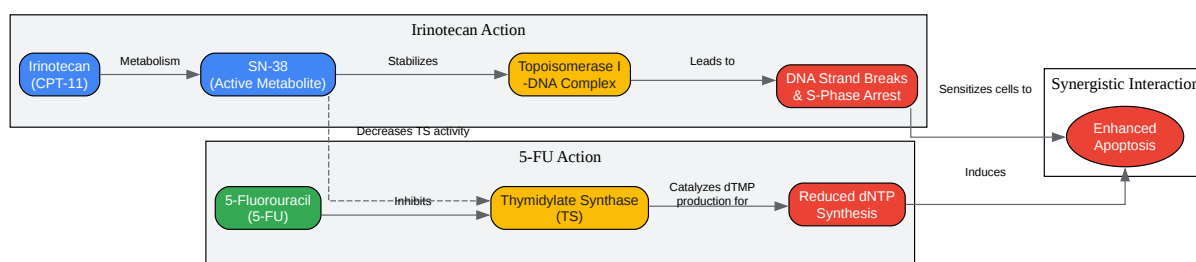 Irinotecan Action
Irinotecan
(CPT-11)
Metabolism
SN-38
(Active Metabolite)
Stabilizes
Topoisomerase I
-DNA Complex
Leads to
DNA Strand Breaks
& S-Phase Arrest
Sensitizes cells to
Synergistic Interaction
Enhanced
Apoptosis
Decreases TS activity
5-FU Action
5-Fluorouracil
(5-FU)
Inhibits
Thymidylate Synthase
(TS)
Catalyzes dTMP
production for
Reduced dNTP
Synthesis
Induces